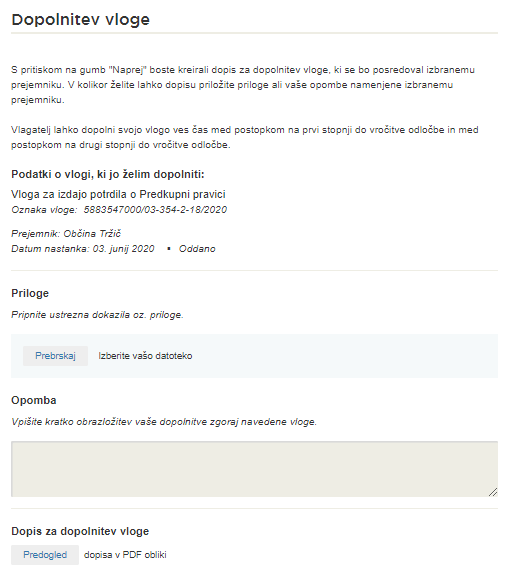 Dopolnitev vloge
S pritiskom na gumb "Naprej" boste kreirali dopis za dopolnitev vloge, ki se bo posredoval izbranemu
prejemniku. V kolikor želite lahko dopisu priložite priloge ali vaše opombe namenjene izbranemu
prejemniku.
Vlagatelj lahko dopolni svojo vlogo ves čas med postopkom na prvi stopnji do vročitve odločbe in med
postopkom na drugi stopnji do vročitve odločbe.
Podatki o vlogi, ki jo želim dopolniti:
Vloga za izdajo potrdila o Predkupni pravici
Oznaka vloge: 5883547000/03-354-2-18/2020
Prejemnik: Občina Tržič
Datum nastanka: 03. junij 2020 ▪ Oddano
Priloge
Pripnite ustrezna dokazila oz. priloge.
Prebrskaj Izberite vašo datoteko
Opomba
Vpišite kratko obrazložitev vaše dopolnitve zgoraj navedene vloge.
Dopis za dopolnitev vloge
Predogled dopisa v PDF obliki